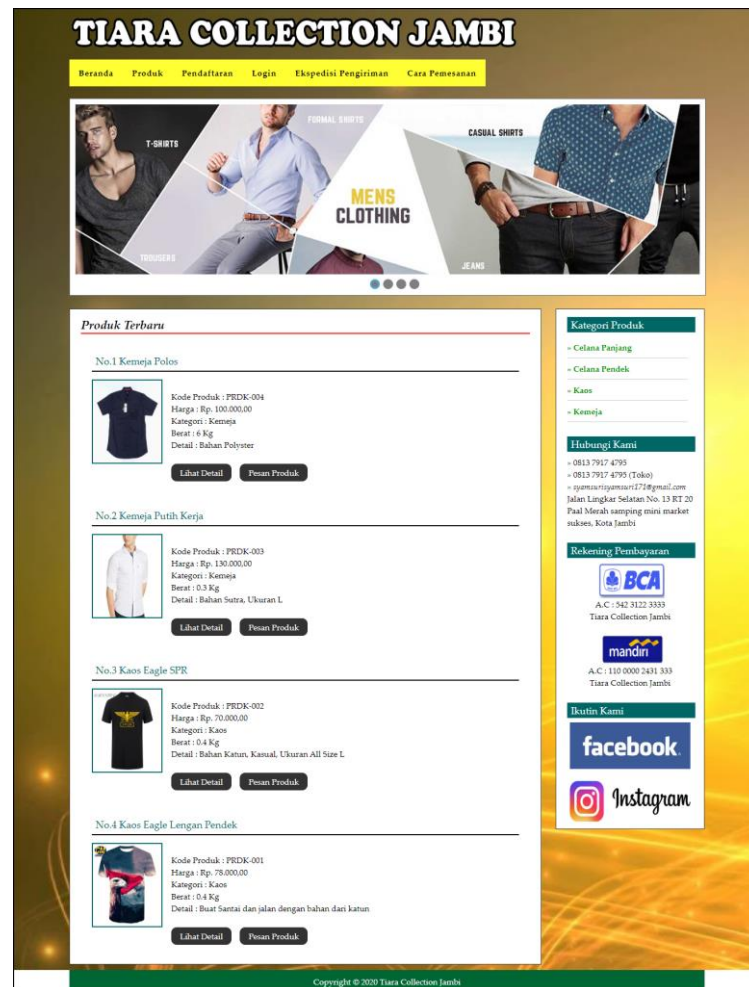 TIARA COLLECTION JAMBI
Beranda Produk Pendaftaran Login Ekspedisi Pengiriman Cara Pemesanan
T-SHIRTS
FORMAL SHIRTS
CASUAL SHIRTS
MENS
CLOTHING
TROUSERS
JEANS
Produk Terbaru
No.1 Kemeja Polos
Kode Produk : PRDK-004
Harga : Rp. 100.000,00
Kategori : Kemeja
Berat : 6 Kg
Detail : Bahan Polyster
Lihat Detail Pesan Produk
No.2 Kemeja Putih Kerja
Kode Produk : PRDK-003
Harga : Rp. 130.000,00
Kategori : Kemeja
Berat : 0.3 Kg
Detail : Bahan Sutra, Ukuran L
Lihat Detail Pesan Produk
No.3 Kaos Eagle SPR
Kode Produk : PRDK-002
Harga : Rp. 70.000,00
Kategori : Kaos
Berat : 0.4 Kg
Detail : Bahan Katun, Kasual, Ukuran All Size L
Lihat Detail Pesan Produk
No.4 Kaos Eagle Lengan Pendek
Kode Produk : PRDK-001
Harga : Rp. 78.000,00
Kategori : Kaos
Berat : 0.4 Kg
Detail : Buat Santai dan jalan dengan bahan dari katun
Lihat Detail Pesan Produk
Kategori Produk
» Celana Panjang
» Celana Pendek
» Kaos
» Kemeja
Hubungi Kami
» 0813 7917 4795
» 0813 7917 4795 (Toko)
» syamsurisyamsuri171@gmail.com
Jalan Lingkar Selatan No. 13 RT 20
Paal Merah samping mini market
sukses, Kota Jambi
Rekening Pembayaran
BCA
A.C : 542 3122 3333
Tiara Collection Jambi
mandiri
A.C : 110 0000 2431 333
Tiara Collection Jambi
Ikutin Kami
facebook.
Instagram
Copyright © 2020 Tiara Collection Jambi